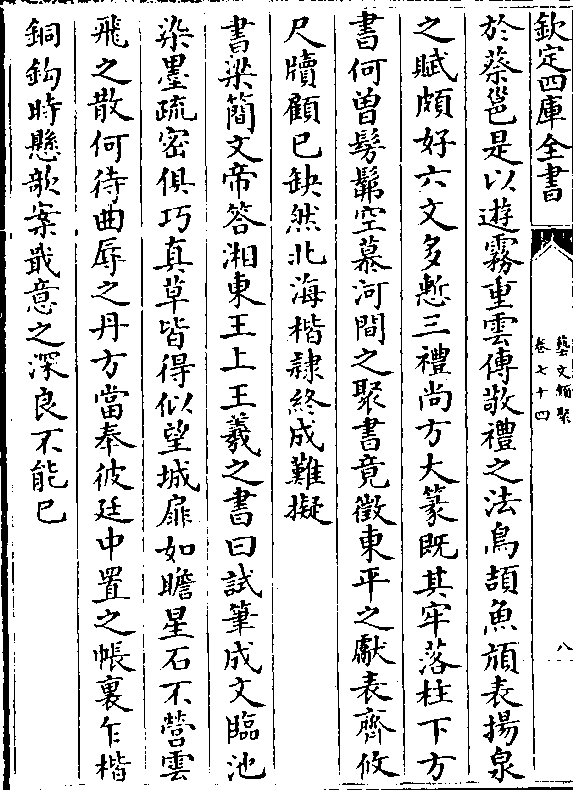 欽定四庫全書
藝文類聚
卷七十四
八
於蔡邕是以遊霧重雲傳敬禮之法鳥頡魚頏表揚泉
之賦頗好六文多慙三禮尚方大篆既其牢落柱下方
書何曽髣髴空慕河間之聚書竟徵東平之獻表齊攸
尺牘顧已缺然北海楷隷終成難擬
書梁簡文帝答湘東王上王羲之書曰試筆成文臨池
染墨疏密俱巧真草皆得似望城扉如瞻星石不營雲
飛之散何待曲辱之丹方當奉彼廷中置之帳裏乍楷
銅鈎時懸欹案戢意之深良不能已